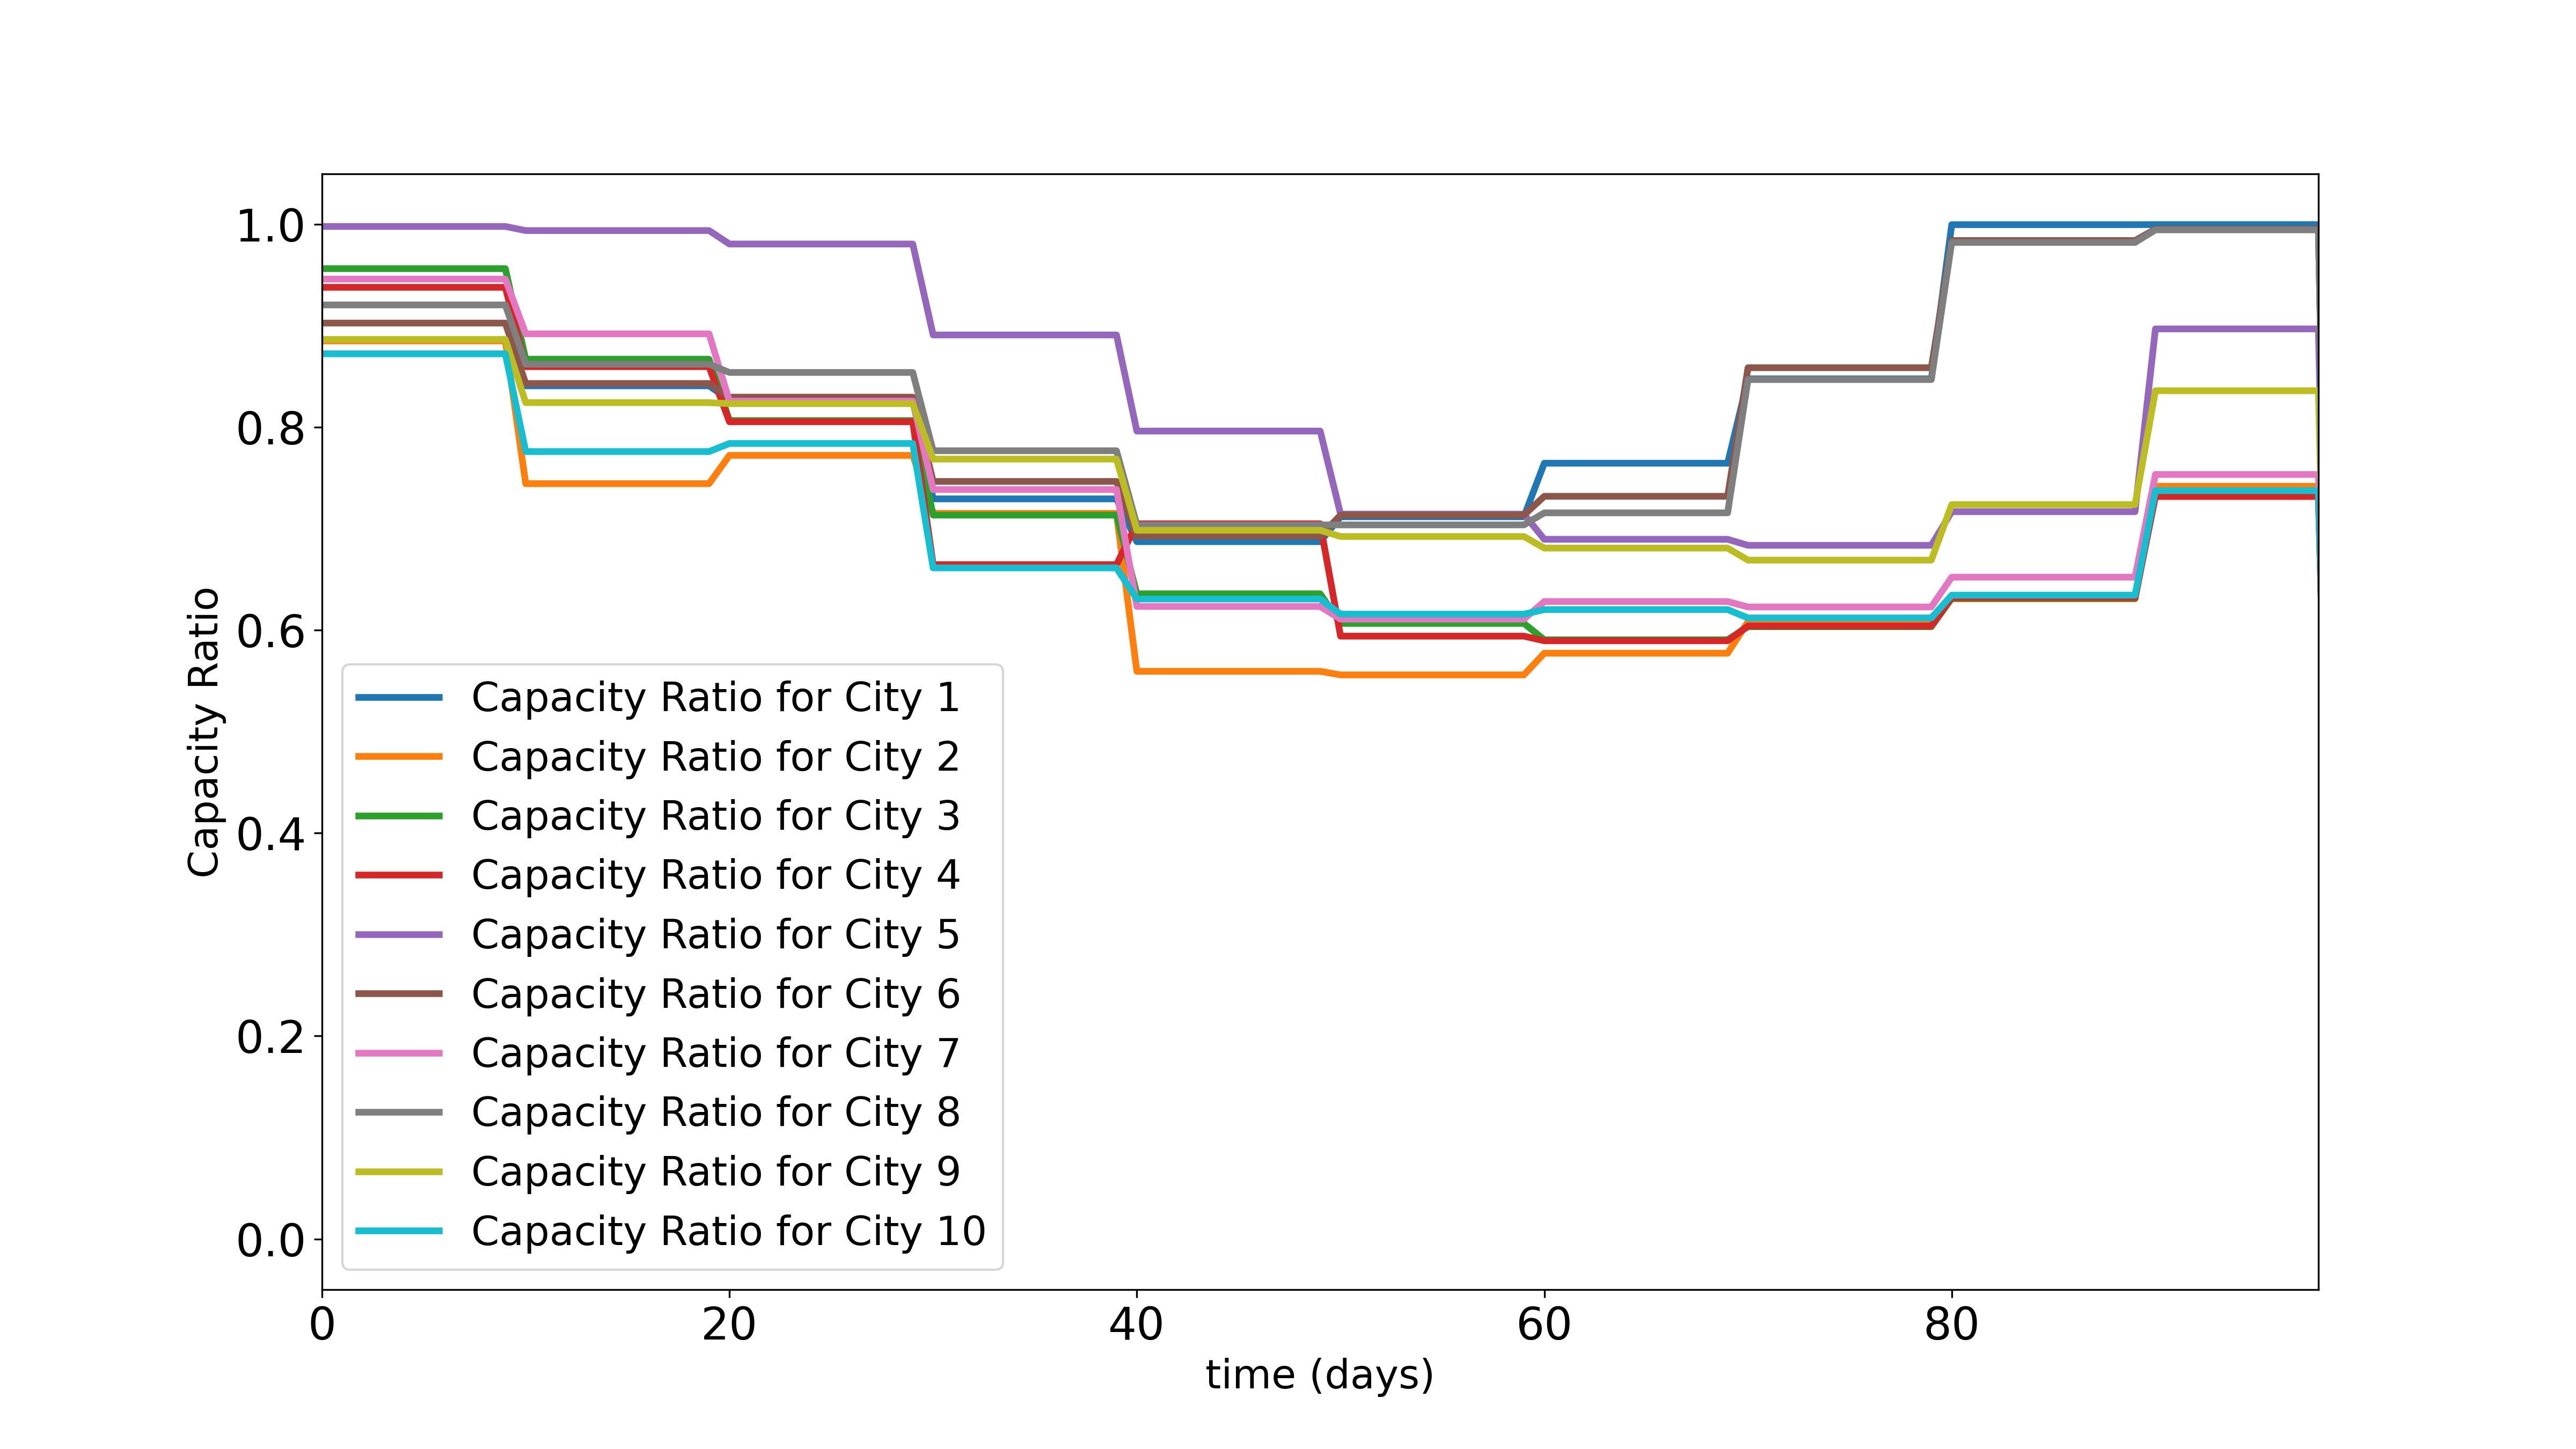 1.0
0.8
0.6
0.4
0.2
0.0
Capacity Ratio
Capacity Ratio for City 1
Capacity Ratio for City 2
Capacity Ratio for City 3
Capacity Ratio for City 4
Capacity Ratio for City 5
Capacity Ratio for City 6
Capacity Ratio for City 7
Capacity Ratio for City 8
Capacity Ratio for City 9
Capacity Ratio for City 10
0 20 40 60 80
time (days)